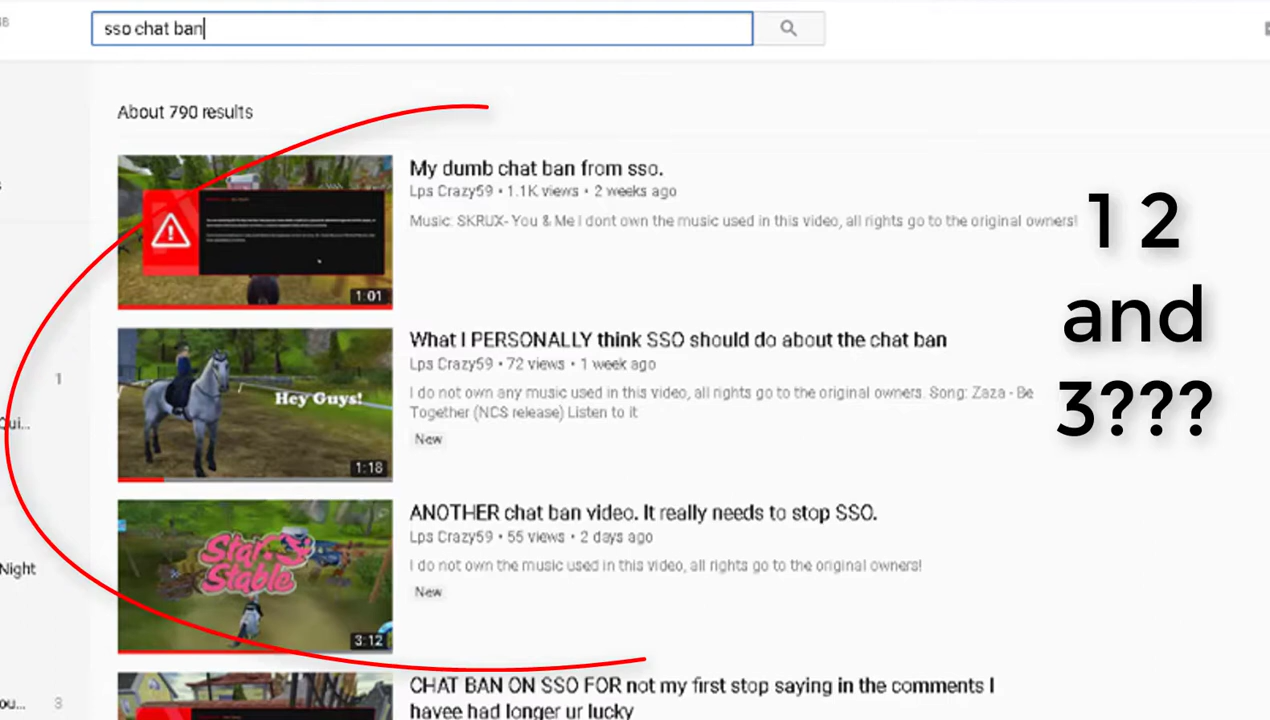 sso chat ban
About 790 results
My dumb chat ban from sso.
Lps Crazy59 • 1.1K views • 2 weeks ago
Music: SKRUX- You & Me I dont own the music used in this video, all rights go to the original owners!
1:01
1 2
and
3???
What I PERSONALLY think SSO should do about the chat ban
Lps Crazy59 • 72 views • 1 week ago
I do not own any music used in this video, all rights go to the original owners. Song: Zaza - Be
Together (NCS release) Listen to it
New
Hey Guys!
1:18
1
Qui...
ANOTHER chat ban video. It really needs to stop SSO.
Lps Crazy59 • 55 views • 2 days ago
I do not own the music used in this video, all rights go to the original owners!
New
Star
Stable
3:12
Night
CHAT BAN ON SSO FOR not my first stop saying in the comments I
havee had longer ur lucky
ou...
3